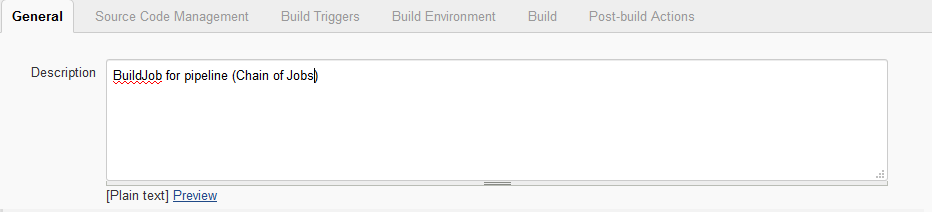 General Source Code Management Build Triggers Build Environment Build Post-build Actions
Description BuildJob for pipeline (Chain of Jobs)
[Plain text] Preview